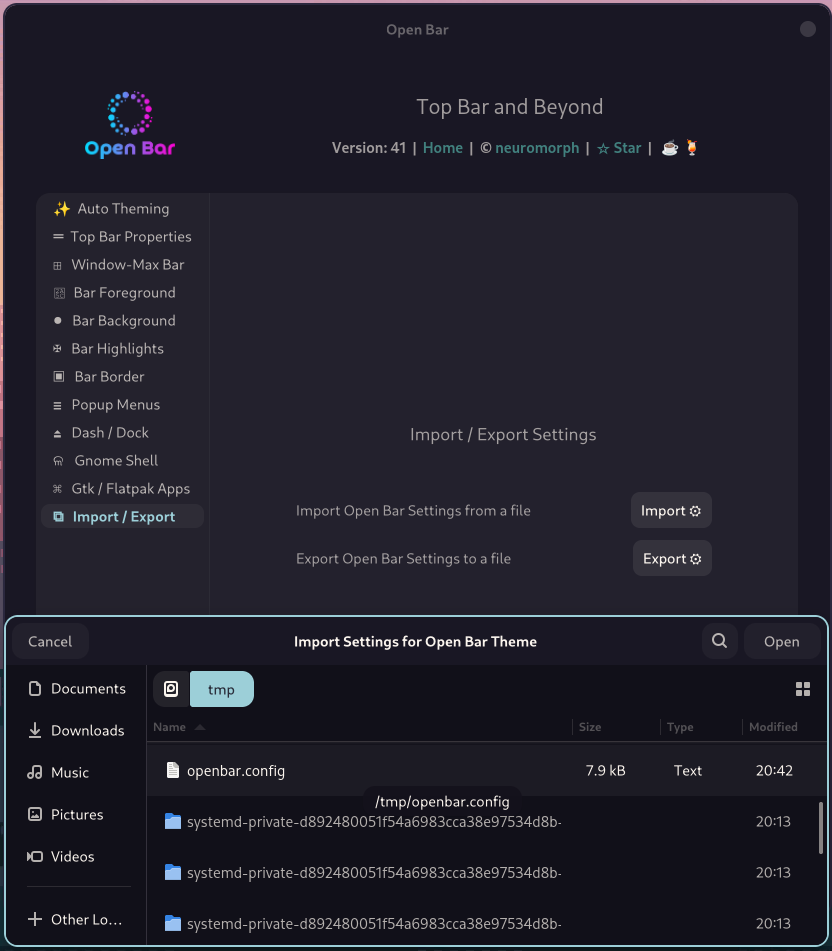 Open Bar
Open Bar
Top Bar and Beyond
Version: 41 | Home | © neuromorph | ☆ Star | ☕ 🍹
✨ Auto Theming
Top Bar Properties
Window-Max Bar
Bar Foreground
Bar Background
Bar Highlights
Bar Border
Popup Menus
Dash / Dock
Gnome Shell
Gtk / Flatpak Apps
Import / Export
Import / Export Settings
Import Open Bar Settings from a file
Import ⚙
Export Open Bar Settings to a file
Export ⚙
Cancel
Import Settings for Open Bar Theme
Open
Documents
Downloads
Music
Pictures
Videos
Other Lo...
tmp
Name
Size
Type
Modified
openbar.config 7.9 kB Text 20:42
/tmp/openbar.config
systemd-private-d892480051f54a6983cca38e97534d8b- 20:13
systemd-private-d892480051f54a6983cca38e97534d8b- 20:13
systemd-private-d892480051f54a6983cca38e97534d8b- 20:13